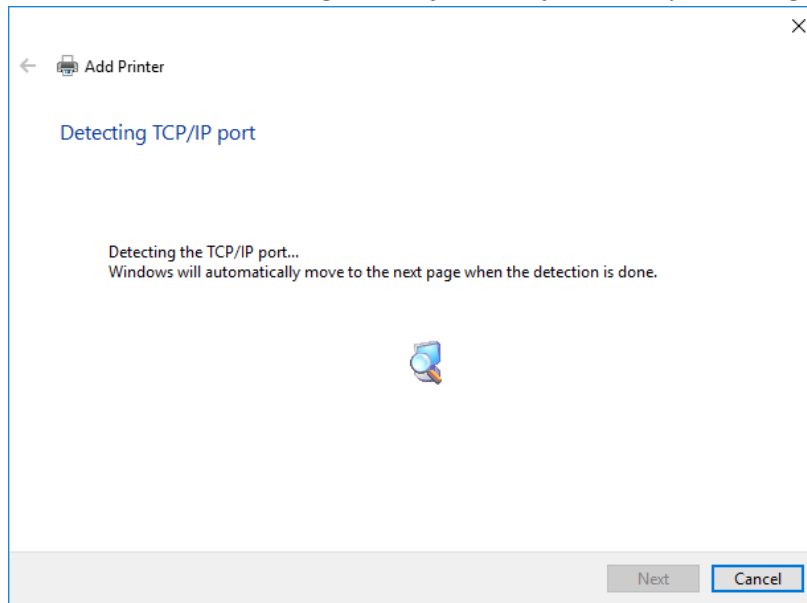 Add Printer
Detecting TCP/IP port
Detecting the TCP/IP port...
Windows will automatically move to the next page when the detection is done.
Next
Cancel